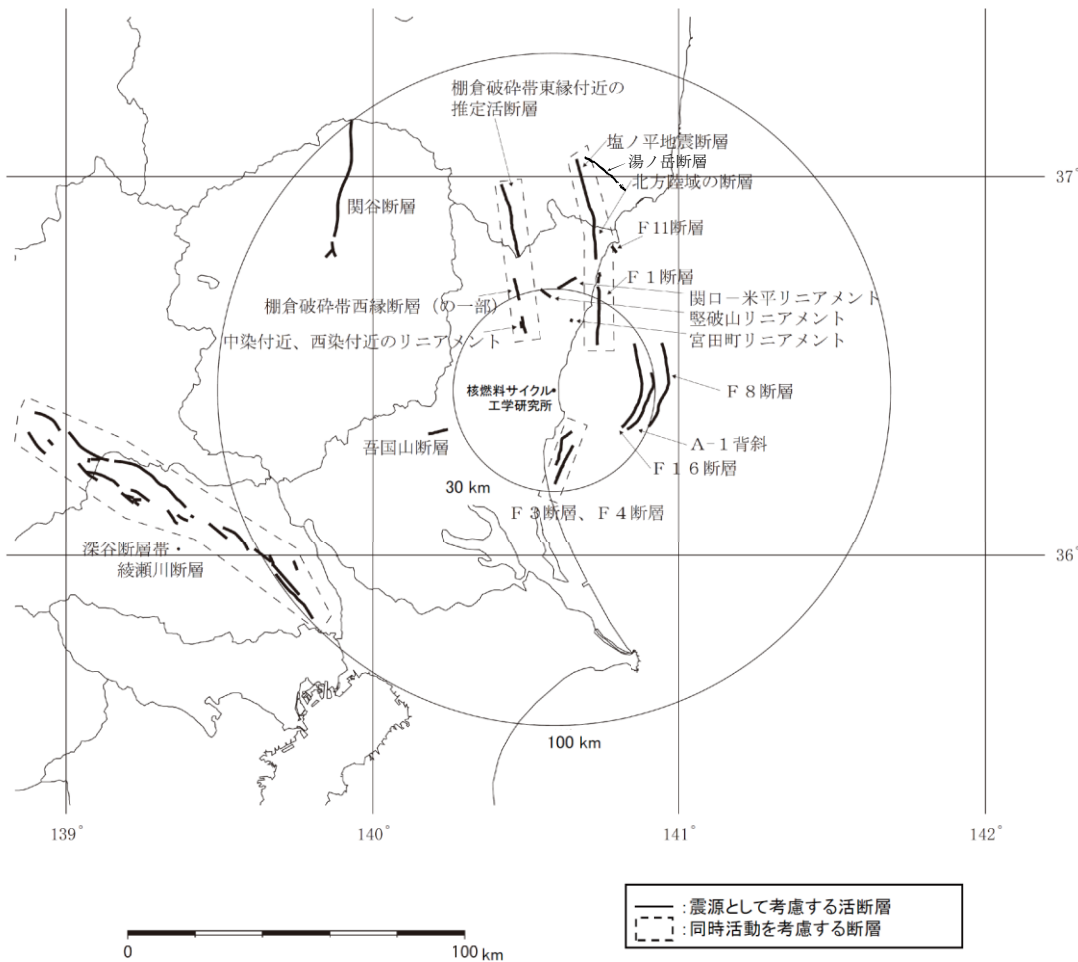 棚倉破砕帯東縁付近の
推定活断層
塩ノ平地震断層
湯ノ岳断層
北方陸域の断層
37°
関谷断層
F11断層
F1断層
関口－米平リニアメント
棚倉破砕帯西縁断層（の一部）
竪破山リニアメント
中染付近、西染付近のリニアメント
宮田町リニアメント
核燃料サイクル
工学研究所
F8断層
吾国山断層
A-1背斜
F16断層
30 km
F3断層、F4断層
深谷断層帯・
綾瀬川断層
36°
100 km
139°
140°
141°
142°
:震源として考慮する活断層
:同時活動を考慮する断層
0
100 km